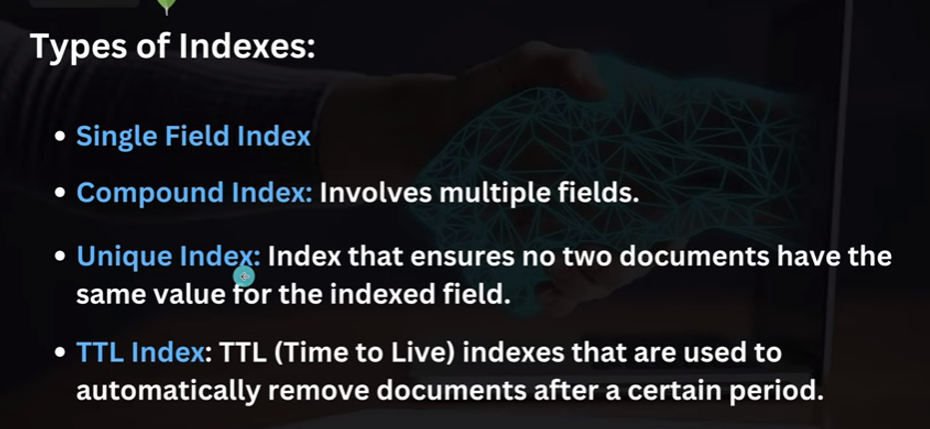 Types of Indexes:
• Single Field Index
• Compound Index: Involves multiple fields.
• Unique Index: Index that ensures no two documents have the
same value for the indexed field.
• TTL Index: TTL (Time to Live) indexes that are used to
automatically remove documents after a certain period.